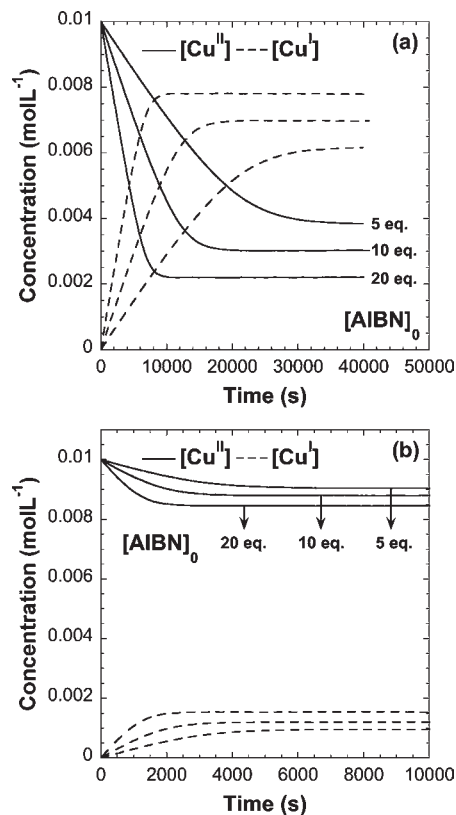 0.01
[Cu^II] [Cu^I]
(a)
0.008
0.006
0.004
0.002
0
Concentration (molL⁻¹)
5 eq.
10 eq.
20 eq.
[AIBN]₀
0 10000 20000 30000 40000 50000
Time (s)
0.01
[Cu^II] [Cu^I]
(b)
0.008
0.006
0.004
0.002
0
Concentration (molL⁻¹)
[AIBN]₀ 20 eq. 10 eq. 5 eq.
0 2000 4000 6000 8000 10000
Time (s)